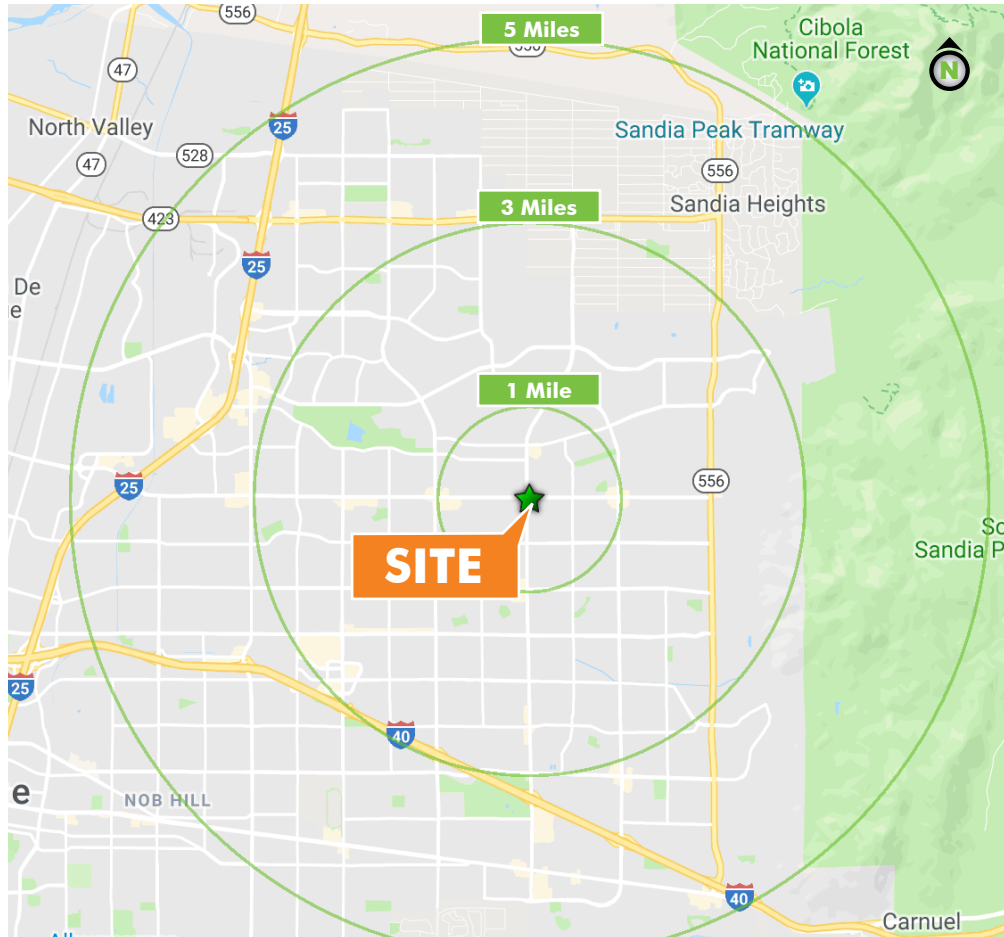 556
5 Miles
556
Cibola
National Forest
N
47
North Valley
25
Sandia Peak Tramway
528
47
556
3 Miles
Sandia Heights
423
25
De
e
1 Mile
556
25
SITE
So
Sandia P
25
40
e
NOB HILL
40
Carnuel